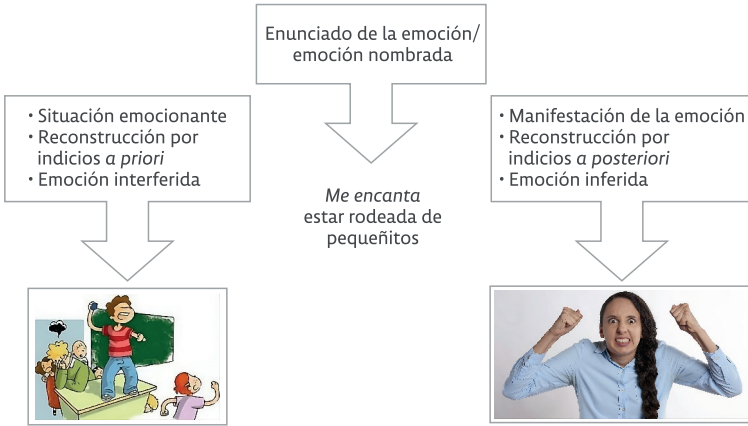 Enunciado de la emoción/
emoción nombrada
• Situación emocionante
• Reconstrucción por
indicios a priori
• Emoción interferida
Me encanta
estar rodeada de
pequeñitos
• Manifestación de la emoción
• Reconstrucción por
indicios a posteriori
• Emoción inferida